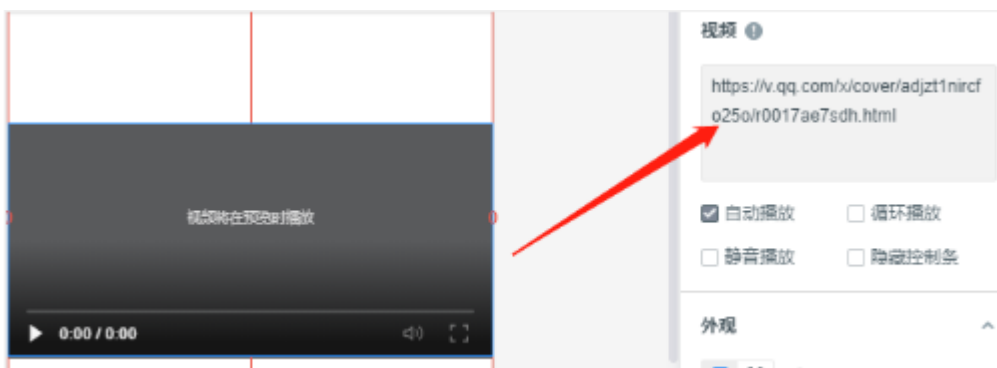 视频
https://v.qq.com/x/cover/adjzt1nircf
o25o/r0017ae7sdh.html
视频将在预览时播放
自动播放
循环播放
静音播放
隐藏控制条
0:00 / 0:00
外观